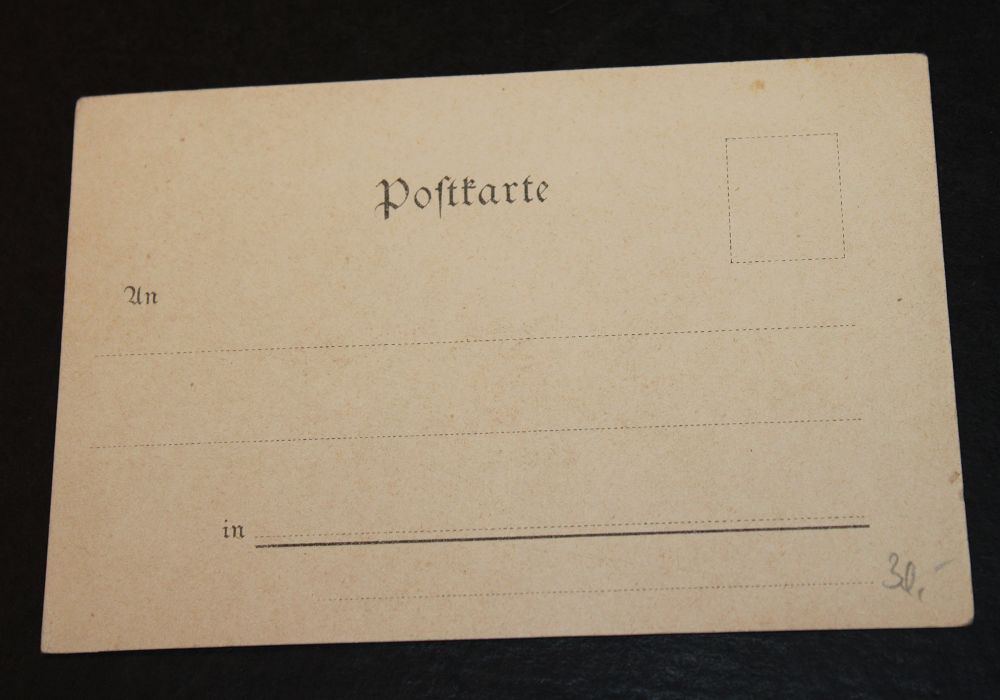 Poſtkarte
An
in
30,-